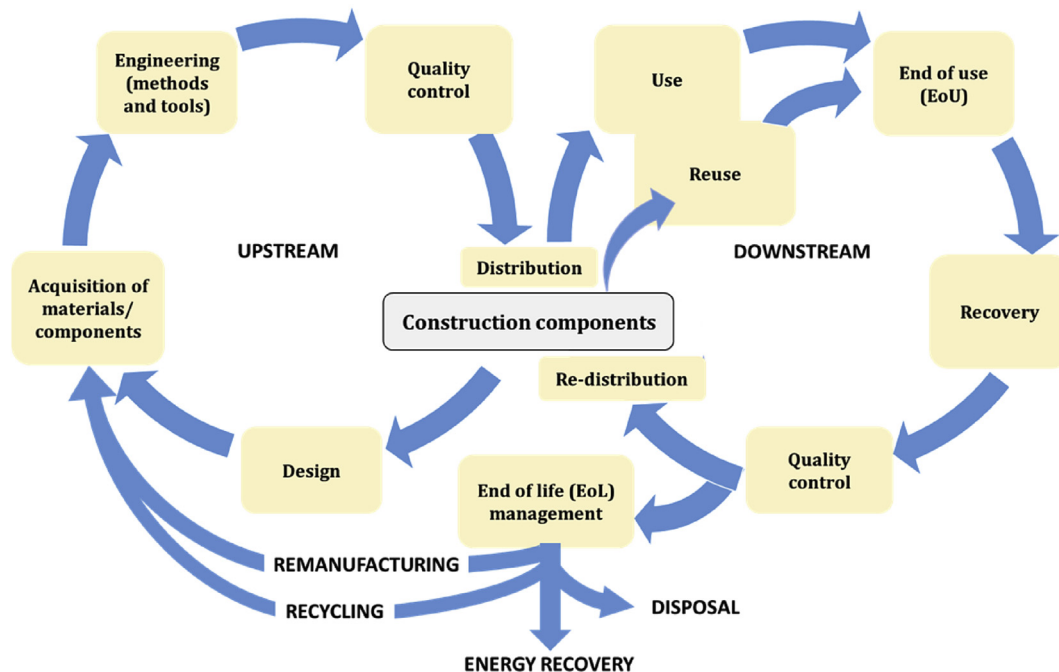 Engineering
(methods
and tools)
Quality
control
Use
End of use
(EoU)
Reuse
UPSTREAM
DOWNSTREAM
Distribution
Acquisition of
materials/
components
Construction components
Recovery
Re-distribution
Design
Quality
control
End of life (EoL)
management
REMANUFACTURING
RECYCLING
DISPOSAL
ENERGY RECOVERY